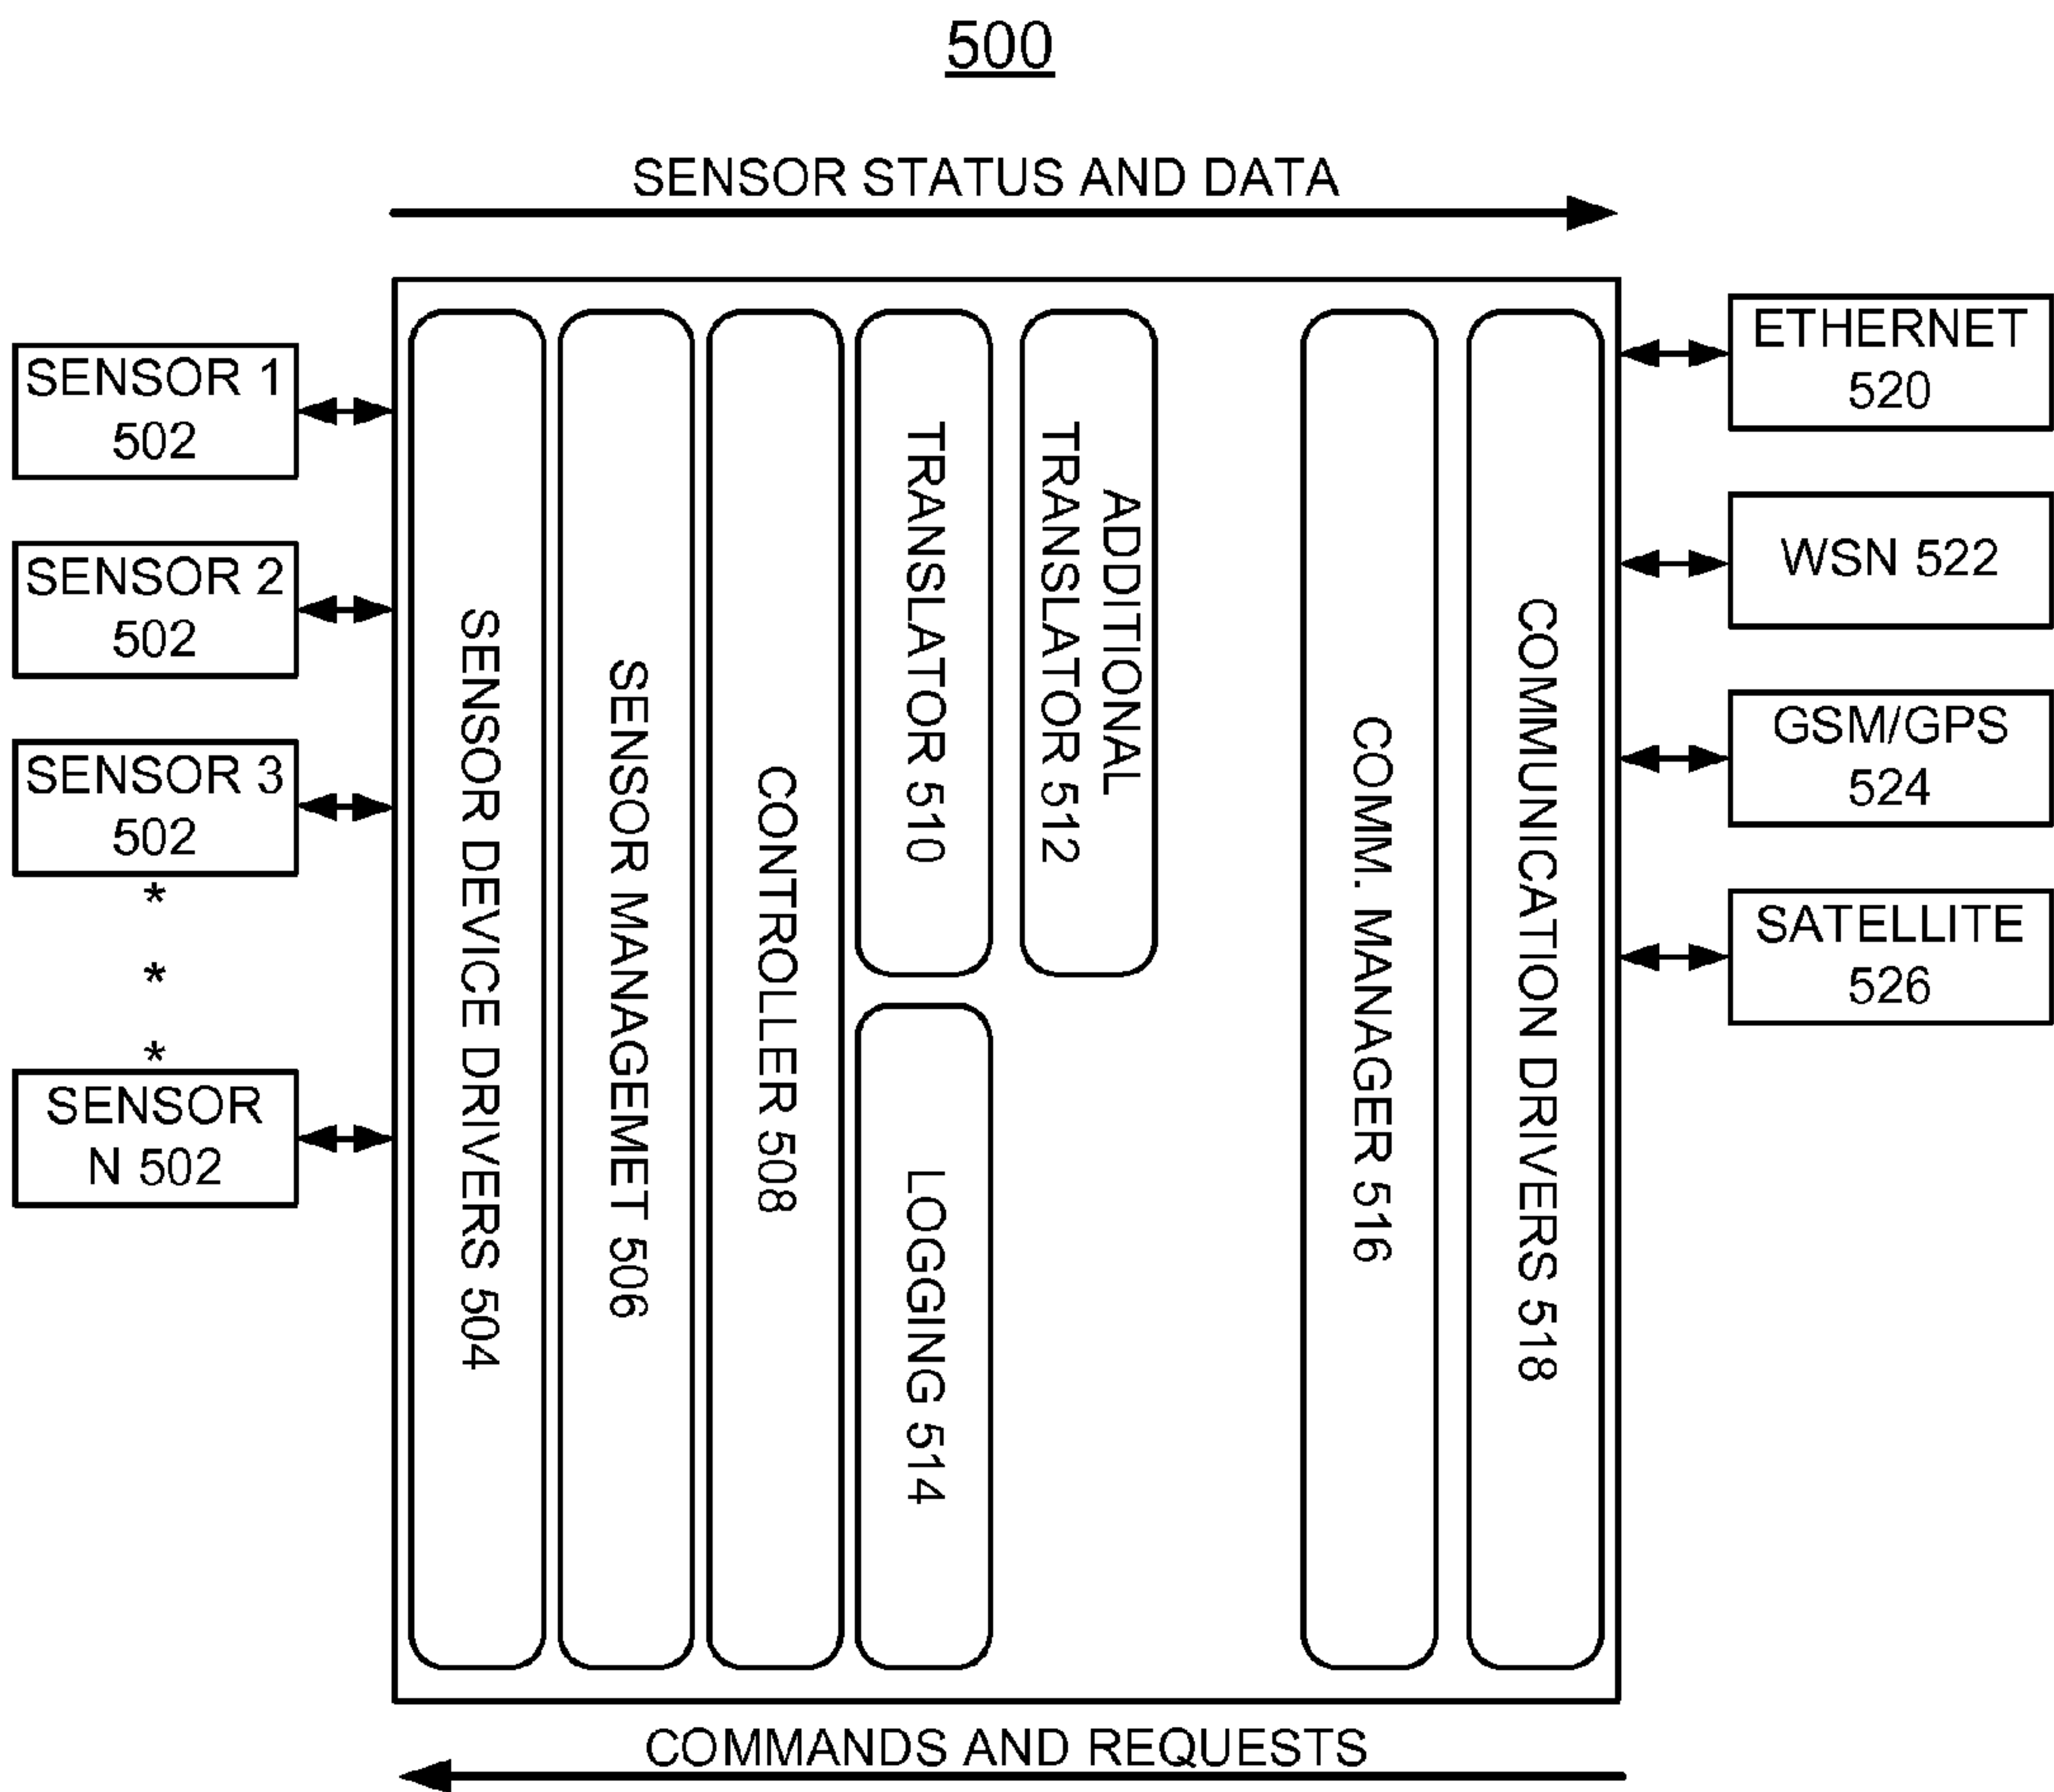 500
SENSOR STATUS AND DATA
SENSOR 1
502
SENSOR 2
502
SENSOR 3
502
*
*
*
SENSOR
N 502
SENSOR DEVICE DRIVERS 504
SENSOR MANAGEMET 506
CONTROLLER 508
TRANSLATOR 510
LOGGING 514
ADDITIONAL
TRANSLATOR 512
COMM. MANAGER 516
COMMUNICATION DRIVERS 518
ETHERNET
520
WSN 522
GSM/GPS
524
SATELLITE
526
COMMANDS AND REQUESTS